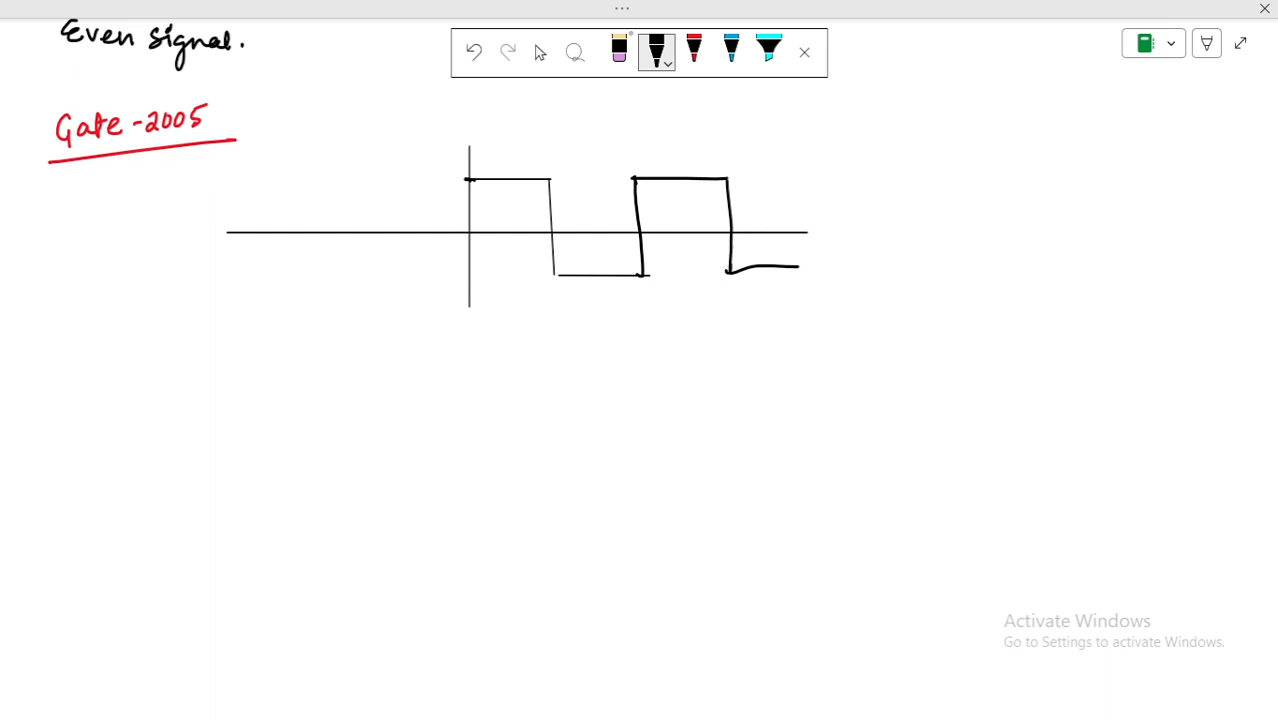 Even signal.
Gate - 2005
Activate Windows
Go to Settings to activate Windows.